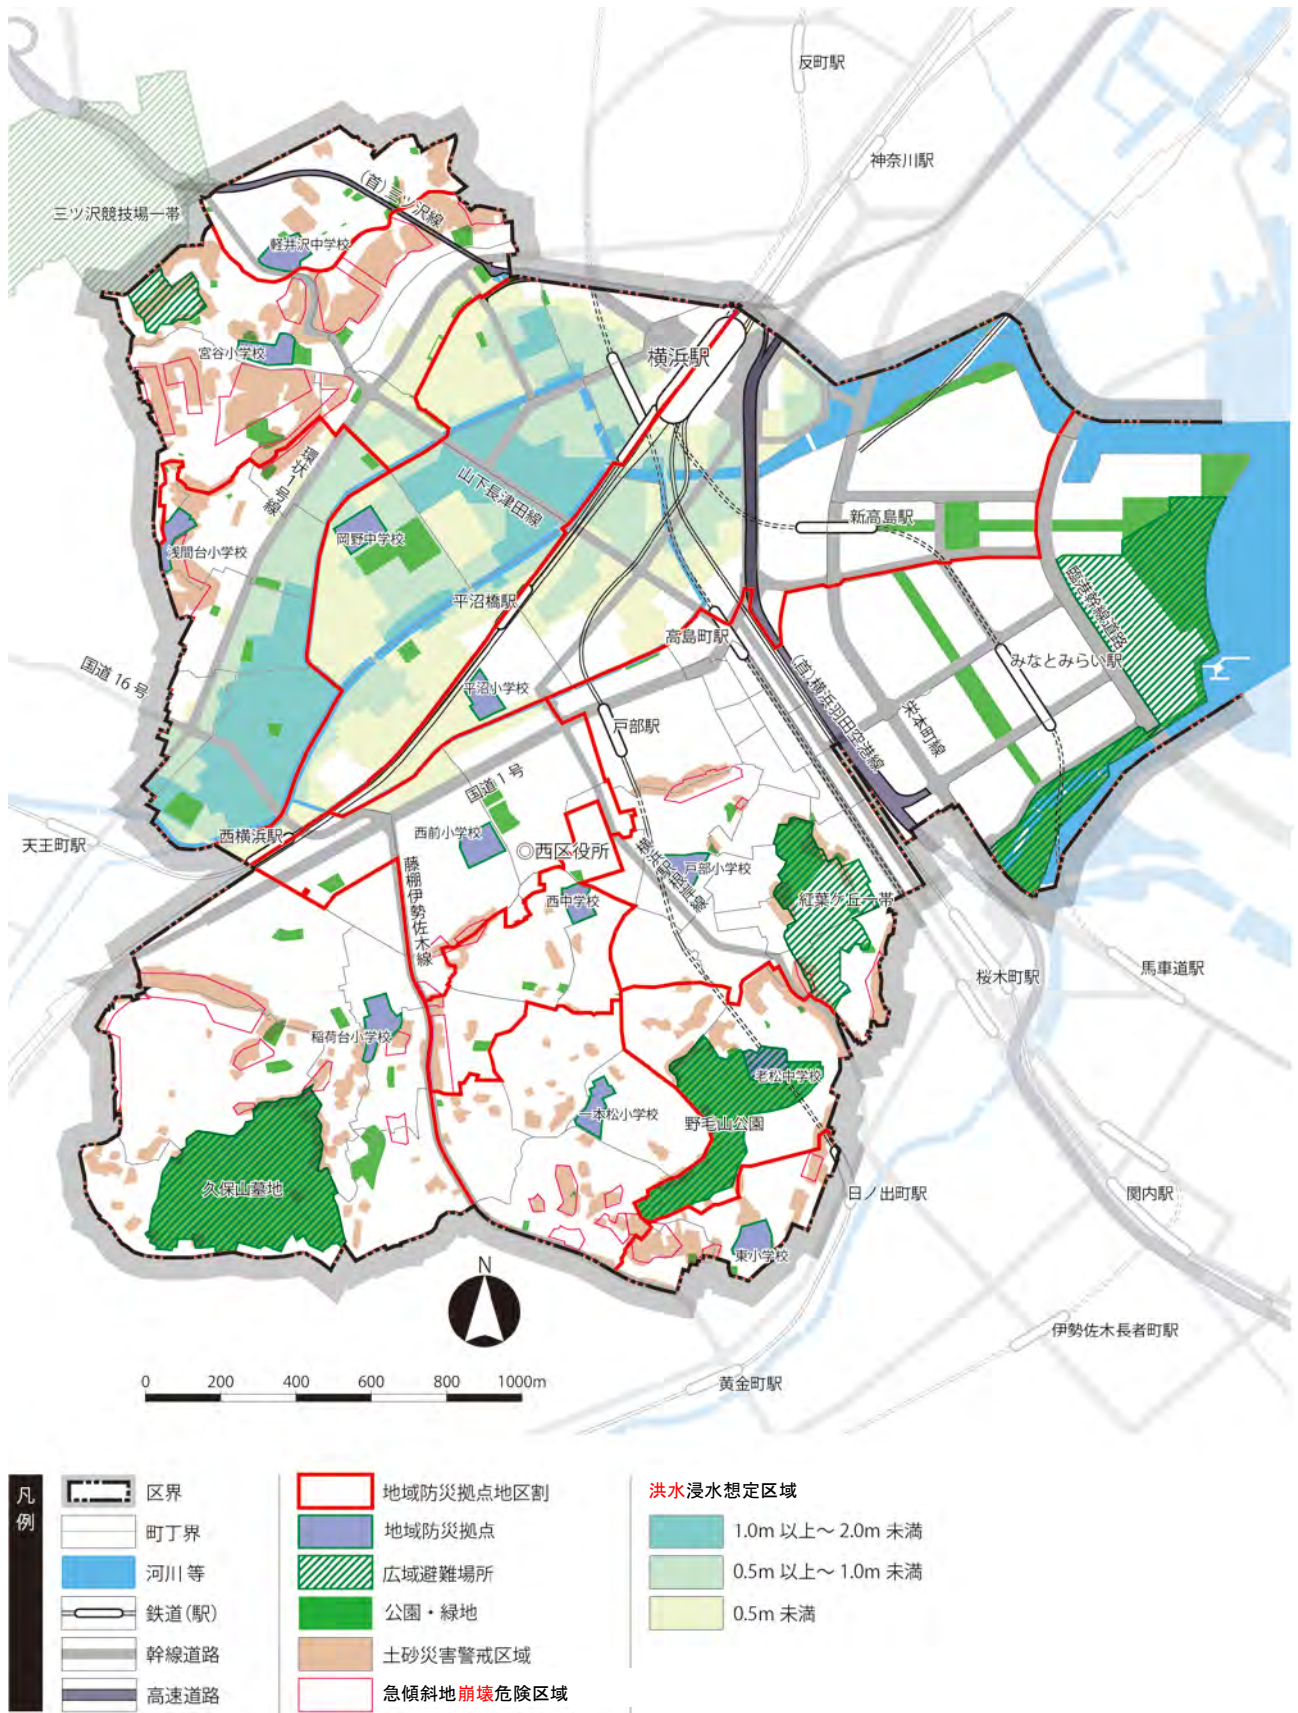 反町駅
神奈川駅
三ツ沢競技場一帯
(首)三ツ沢線
軽井沢中学校
宮谷小学校
横浜駅
環状1号線
山下長津田線
岡野中学校
新高島駅
浅間台小学校
臨港幹線道路
平沼橋駅
高島町駅
みなとみらい駅
国道16号
平沼小学校
(首)横浜羽田空港線
栄本町線
戸部駅
国道1号
西前小学校
西横浜駅
天王町駅
◎西区役所
横浜駅根岸線
戸部小学校
藤棚伊勢佐木線
西中学校
紅葉ケ丘一帯
桜木町駅
馬車道駅
稲荷台小学校
老松中学校
一本松小学校
野毛山公園
久保山墓地
日ノ出町駅
関内駅
東小学校
N
伊勢佐木長者町駅
黄金町駅
0 200 400 600 800 1000m
凡例
区界
町丁界
河川等
鉄道(駅)
幹線道路
高速道路
地域防災拠点地区割
地域防災拠点
広域避難場所
公園・緑地
土砂災害警戒区域
急傾斜地崩壊危険区域
洪水浸水想定区域
1.0m 以上〜 2.0m 未満
0.5m 以上〜 1.0m 未満
0.5m 未満